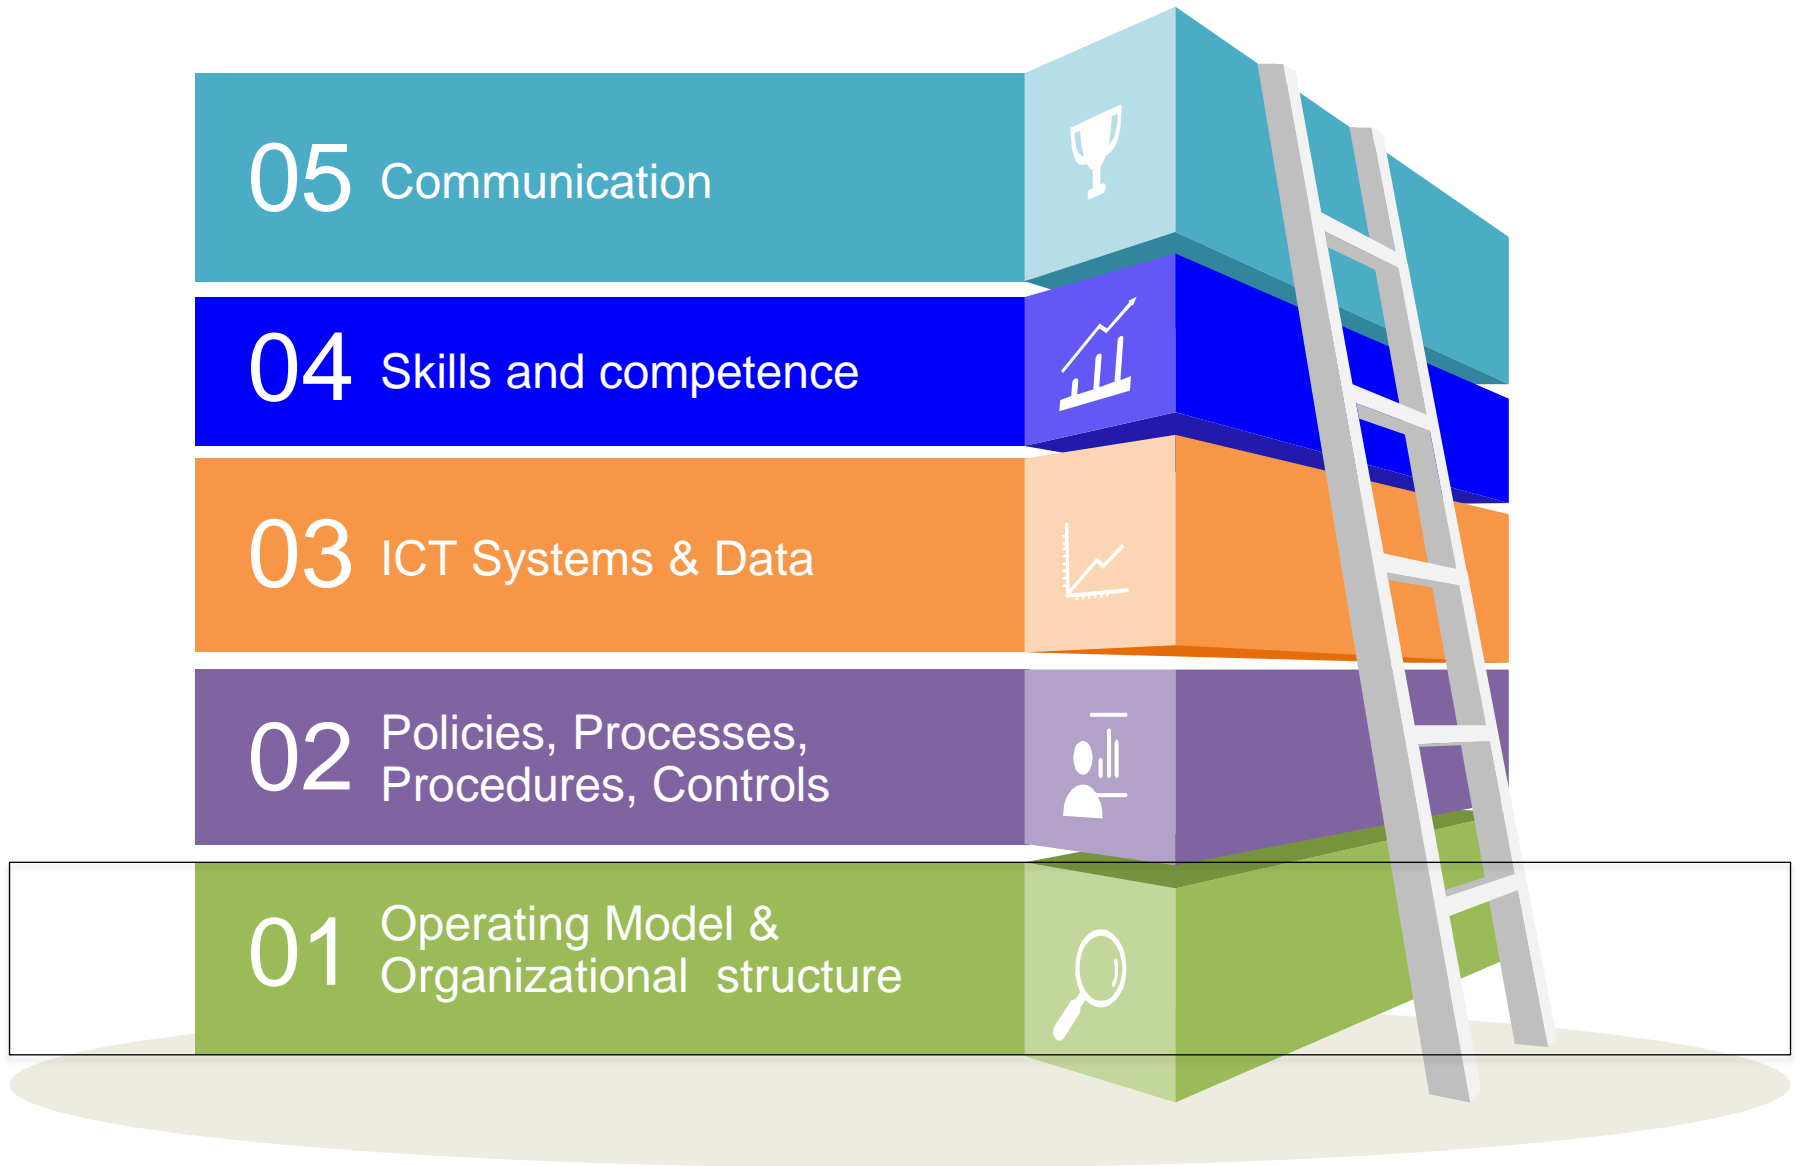 05 Communication
04 Skills and competence
03 ICT Systems & Data
02 Policies, Processes,
Procedures, Controls
01 Operating Model &
Organizational  structure